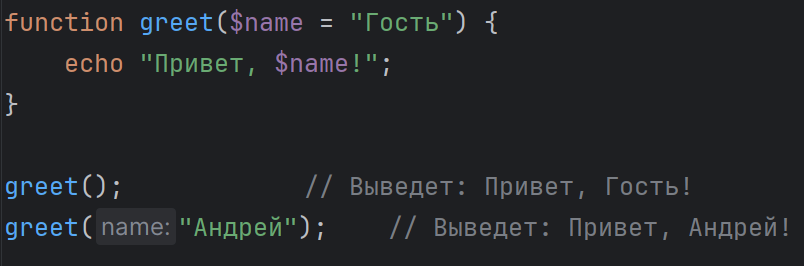 function greet($name = "Гость") {
    echo "Привет, $name!";
}

greet();            // Выведет: Привет, Гость!
greet( name: "Андрей");    // Выведет: Привет, Андрей!